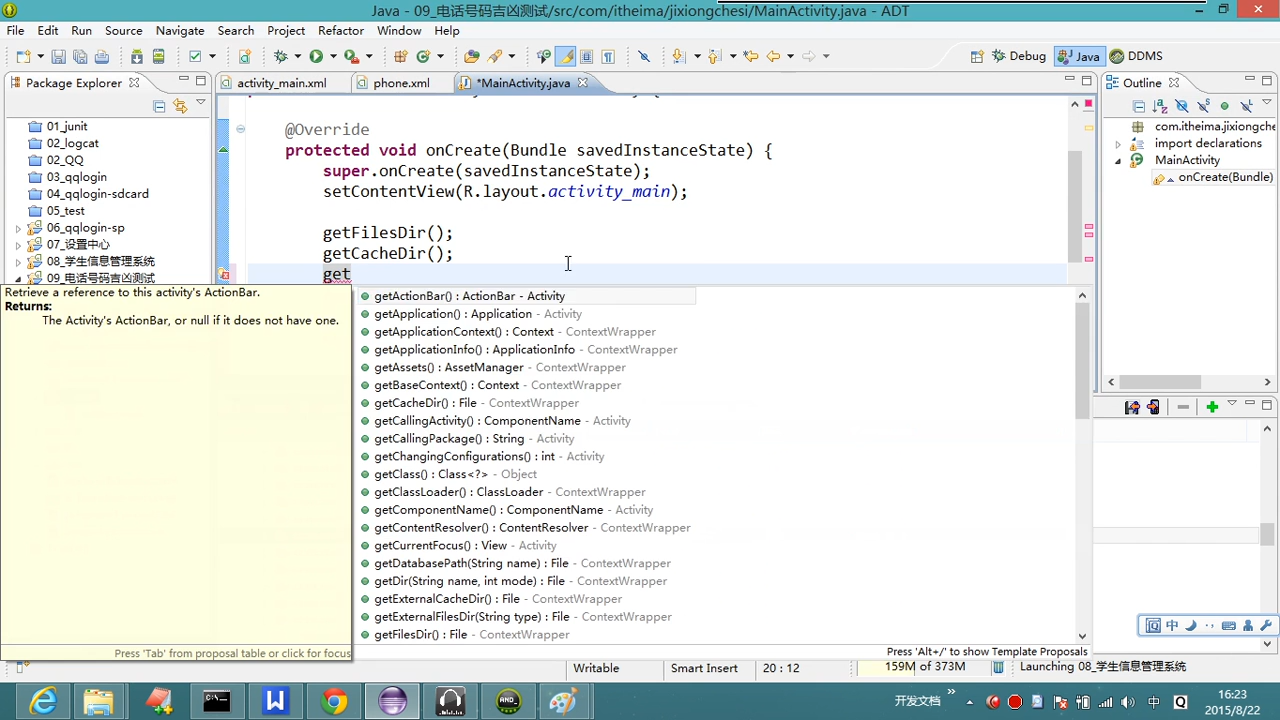 Java - 09_电话号码吉凶测试/src/com/itheima/jixiongchesi/MainActivity.java - ADT
File Edit Run Source Navigate Search Project Refactor Window Help
Debug Java DDMS
Package Explorer
activity_main.xml phone.xml *MainActivity.java
Outline
01_junit
02_logcat
02_QQ
03_qqlogin
04_qqlogin-sdcard
05_test
06_qqlogin-sp
07_设置中心
08_学生信息管理系统
09_电话号码吉凶测试
@Override
protected void onCreate(Bundle savedInstanceState) {
super.onCreate(savedInstanceState);
setContentView(R.layout.activity_main);
getFilesDir();
getCacheDir();
get
com.itheima.jixiongche
import declarations
MainActivity
onCreate(Bundle)
Retrieve a reference to this activity's ActionBar.
Returns:
The Activity's ActionBar, or null if it does not have one.
Press 'Tab' from proposal table or click for focus
getActionBar() : ActionBar - Activity
getApplication() : Application - Activity
getApplicationContext() : Context - ContextWrapper
getApplicationInfo() : ApplicationInfo - ContextWrapper
getAssets() : AssetManager - ContextWrapper
getBaseContext() : Context - ContextWrapper
getCacheDir() : File - ContextWrapper
getCallingActivity() : ComponentName - Activity
getCallingPackage() : String - Activity
getChangingConfigurations() : int - Activity
getClass() : Class<?> - Object
getClassLoader() : ClassLoader - ContextWrapper
getComponentName() : ComponentName - Activity
getContentResolver() : ContentResolver - ContextWrapper
getCurrentFocus() : View - Activity
getDatabasePath(String name) : File - ContextWrapper
getDir(String name, int mode) : File - ContextWrapper
getExternalCacheDir() : File - ContextWrapper
getExternalFilesDir(String type) : File - ContextWrapper
getFilesDir() : File - ContextWrapper
Press 'Alt+/' to show Template Proposals
中
Writable Smart Insert 20 : 12 159M of 373M Launching 08_学生信息管理系统
开发文档 中 Q
16:23
2015/8/22